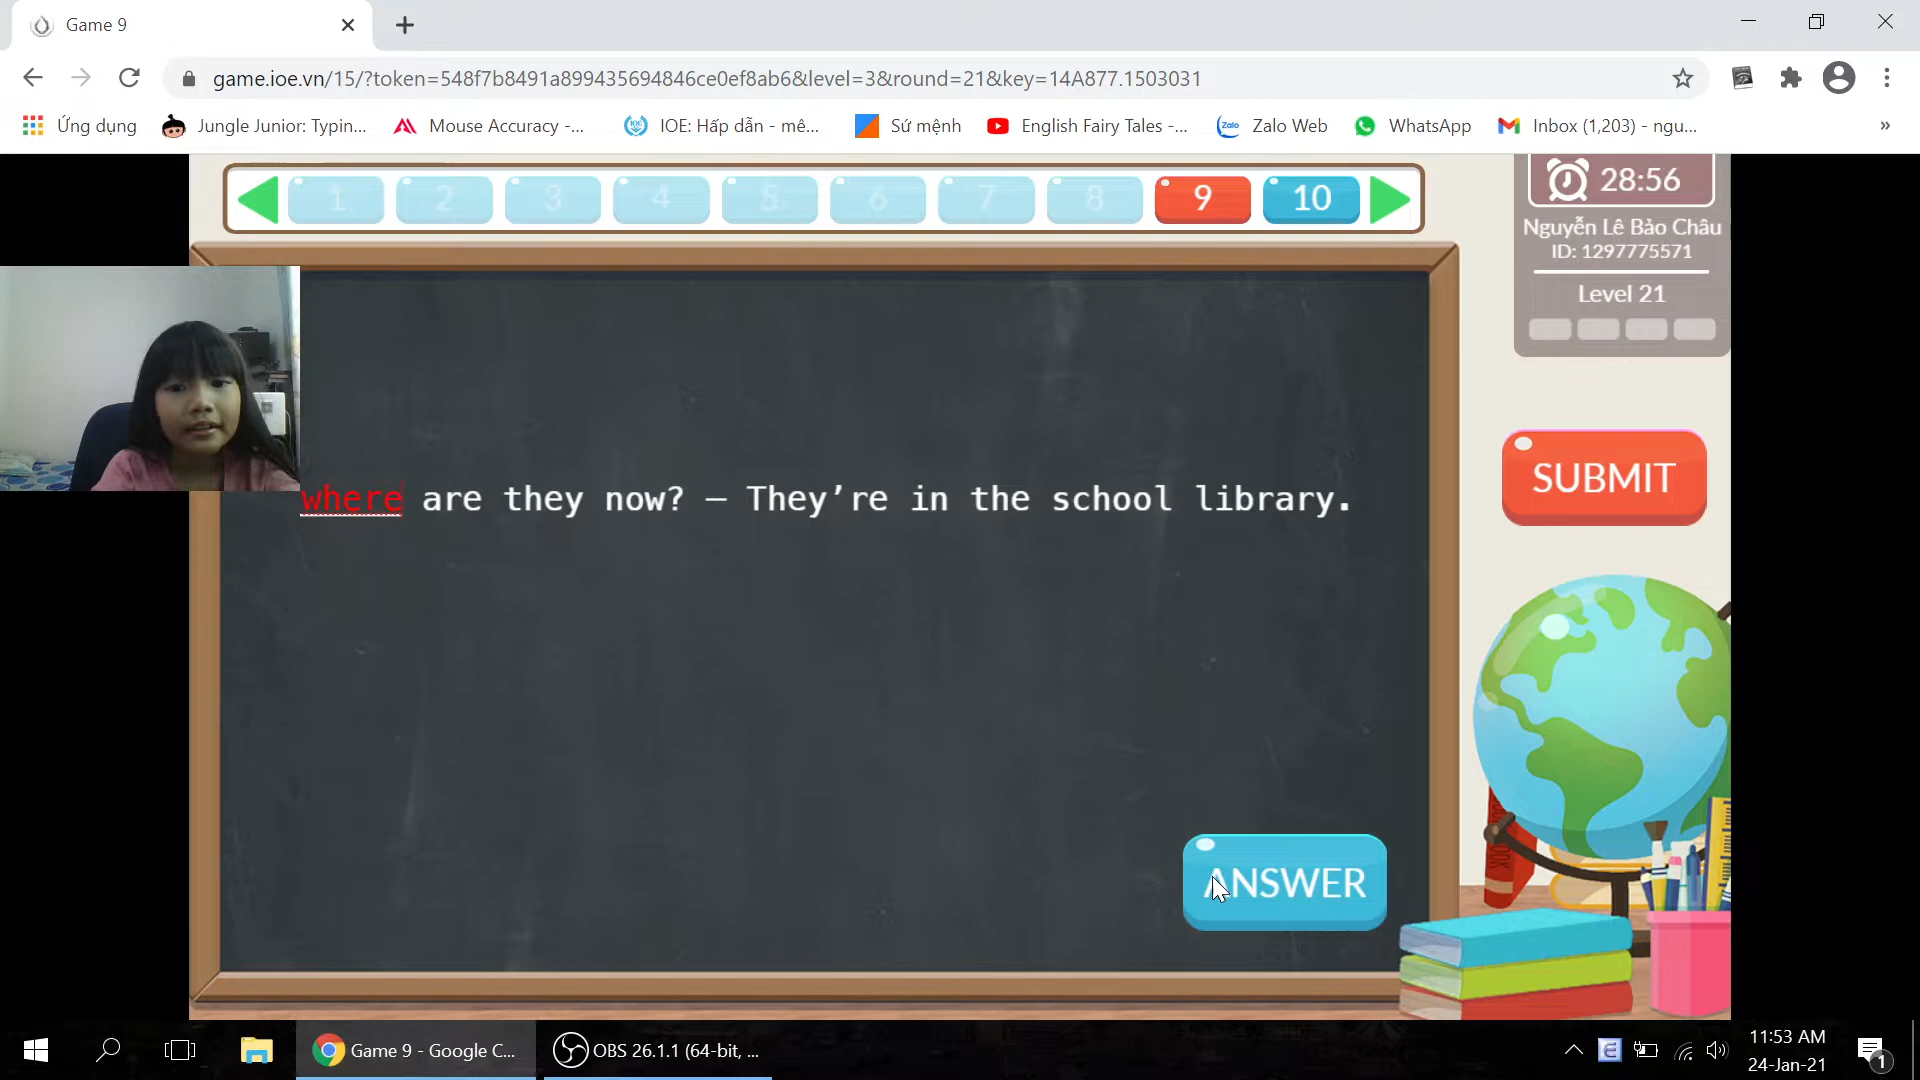 Game 9
game.ioe.vn/15/?token=548f7b8491a899435694846ce0ef8ab6&level=3&round=21&key=14A877.1503031
Ứng dụng Jungle Junior: Typin... Mouse Accuracy -... IOE: Hấp dẫn - mê... Sứ mệnh English Fairy Tales -... Zalo Web WhatsApp Inbox (1,203) - ngu... »
1 2 3 4 5 6 7 8 9 10
28:56
Nguyễn Lê Bảo Châu
ID: 1297775571
Level 21
SUBMIT
where are they now? – They’re in the school library.
ANSWER
Game 9 - Google C... OBS 26.1.1 (64-bit, ...
11:53 AM
24-Jan-21
1